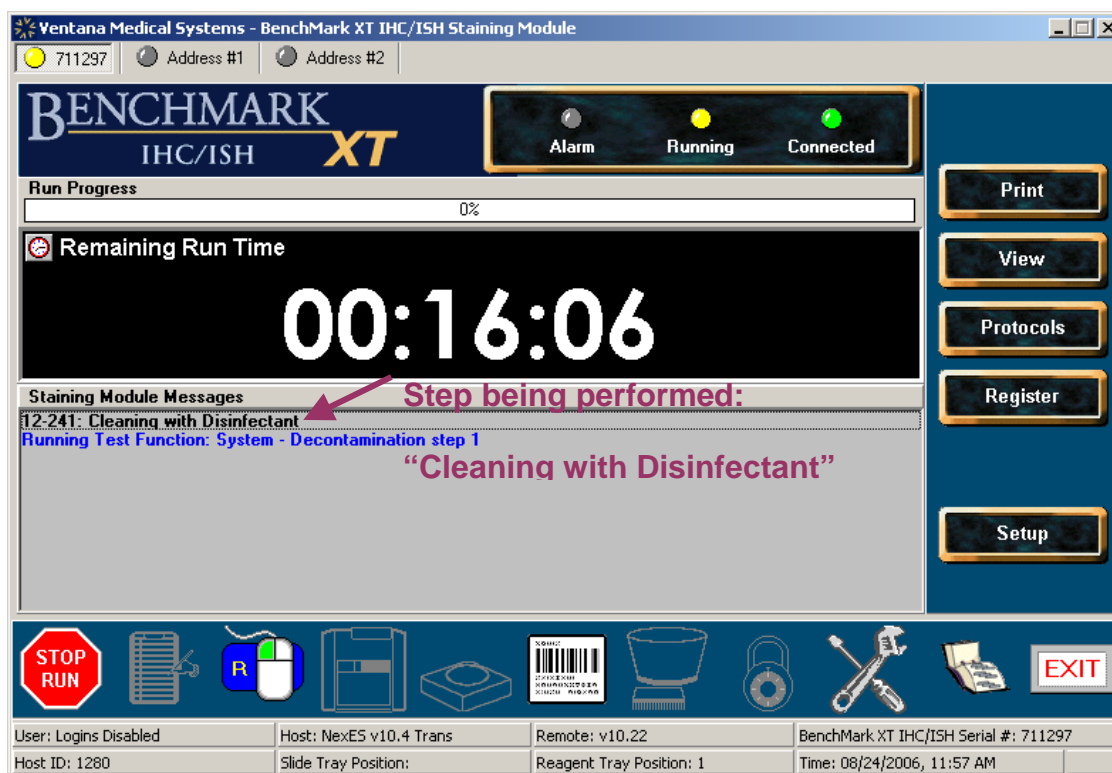 Ventana Medical Systems - BenchMark XT IHC/ISH Staining Module
711297 Address #1 Address #2
BENCHMARK
IHC/ISH XT
Alarm Running Connected
Run Progress
0%
Remaining Run Time
00:16:06
Print
View
Protocols
Register
Setup
Staining Module Messages
Step being performed:
12-241: Cleaning with Disinfectant
Running Test Function: System - Decontamination step 1
“Cleaning with Disinfectant”
STOP
RUN
R
EXIT
User: Logins Disabled Host: NexES v10.4 Trans Remote: v10.22 BenchMark XT IHC/ISH Serial #: 711297
Host ID: 1280 Slide Tray Position: Reagent Tray Position: 1 Time: 08/24/2006, 11:57 AM